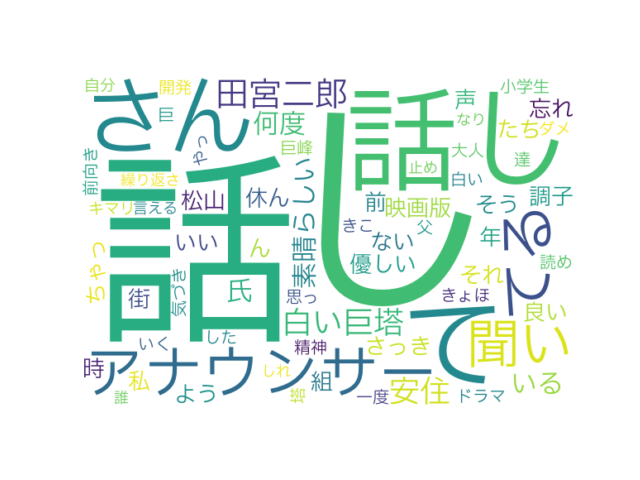 自分
開発
巨
さん
田宮二郎
小学生
声
忘れ
話し
し
話
て
何度
なり
たち
ダメ
やっ
巨峰
大人
達
前向き
繰り返さ
止め
白い
調子
キマリ
言える
松山
休ん
素晴らしい
前
映画版
そう
る
っ
ちゃっ
いい
ん
きこ
ない
父
年
読め
街
気づき
氏
優しい
それ
思っ
きょほ
良い
白い巨塔
いく
した
精神
さっき
聞い
アナウンサー
時
私
よう
しれ
組
一度
安住
ドラマ
いる
誰